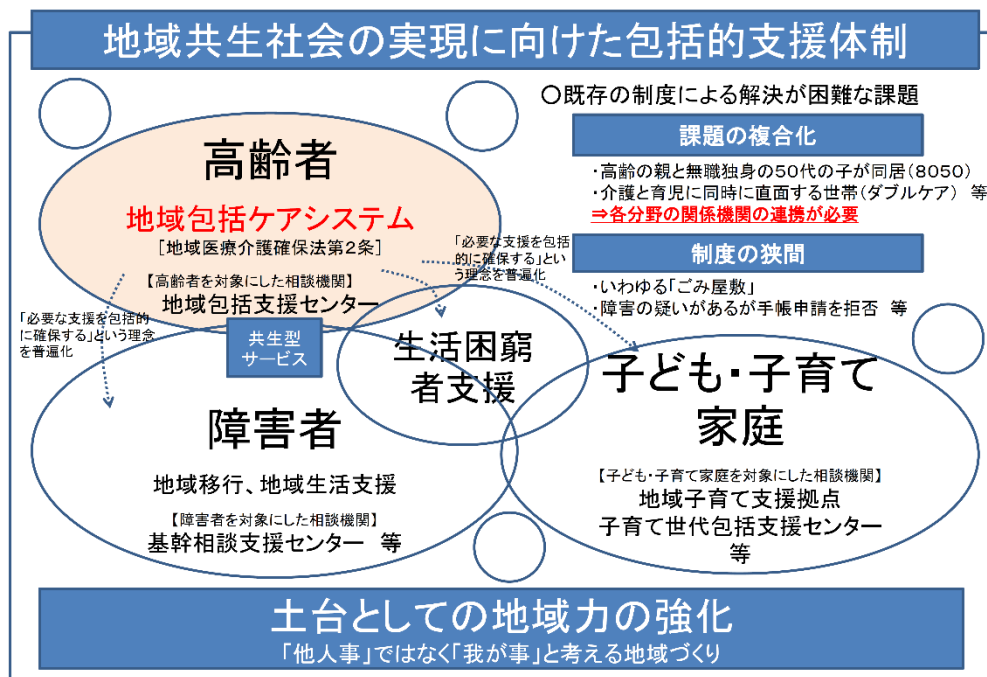 地域共生社会の実現に向けた包括的支援体制
○既存の制度による解決が困難な課題
課題の複合化
・高齢の親と無職独身の50代の子が同居(8050)
・介護と育児に同時に直面する世帯(ダブルケア) 等
⇒各分野の関係機関の連携が必要
制度の狭間
・いわゆる「ごみ屋敷」
・障害の疑いがあるが手帳申請を拒否 等
高齢者
地域包括ケアシステム
[地域医療介護確保法第2条]
【高齢者を対象にした相談機関】
地域包括支援センター
「必要な支援を包括
的に確保する」とい
う理念を普遍化
「必要な支援を包括的
に確保する」という理念
を普遍化
共生型
サービス
生活困窮
者支援
障害者
地域移行、地域生活支援
【障害者を対象にした相談機関】
基幹相談支援センター 等
子ども・子育て
家庭
【子ども・子育て家庭を対象にした相談機関】
地域子育て支援拠点
子育て世代包括支援センター
等
土台としての地域力の強化
「他人事」ではなく「我が事」と考える地域づくり